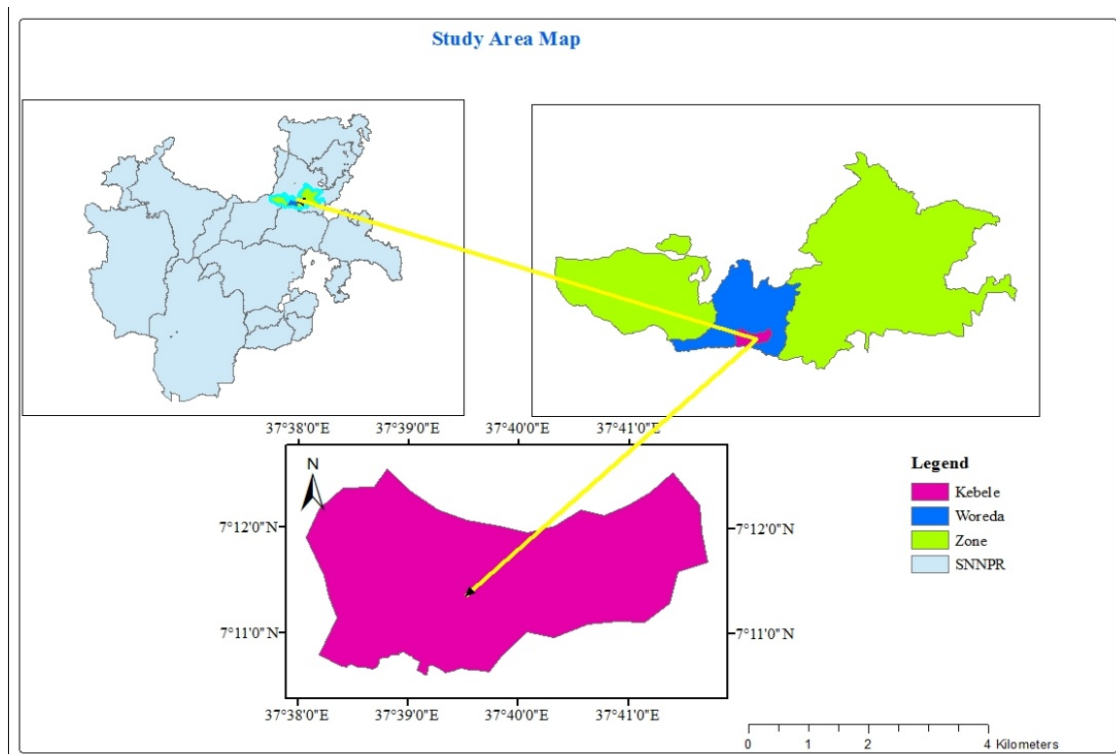 Study Area Map
37°38'0"E 37°39'0"E 37°40'0"E 37°41'0"E
N
7°12'0"N 7°12'0"N
7°11'0"N 7°11'0"N
37°38'0"E 37°39'0"E 37°40'0"E 37°41'0"E
Legend
Kebele
Woreda
Zone
SNNPR
0 1 2 4 Kilometers